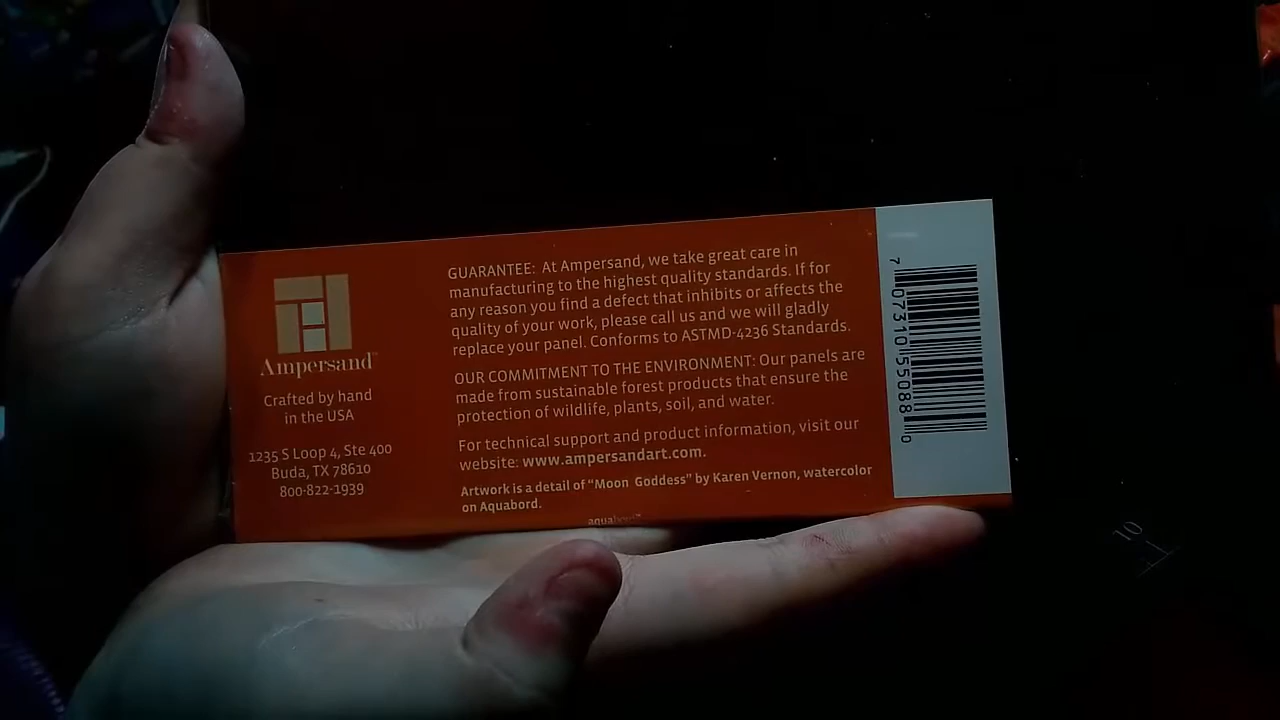 Ampersand™
Crafted by hand
in the USA
1235 S Loop 4, Ste 400
Buda, TX 78610
800-822-1939
GUARANTEE: At Ampersand, we take great care in
manufacturing to the highest quality standards. If for
any reason you find a defect that inhibits or affects the
quality of your work, please call us and we will gladly
replace your panel. Conforms to ASTMD-4236 Standards.
OUR COMMITMENT TO THE ENVIRONMENT: Our panels are
made from sustainable forest products that ensure the
protection of wildlife, plants, soil, and water.
For technical support and product information, visit our
website: www.ampersandart.com.
Artwork is a detail of “Moon Goddess” by Karen Vernon, watercolor
on Aquabord.
aquabord™
7 07310 55088 0
10